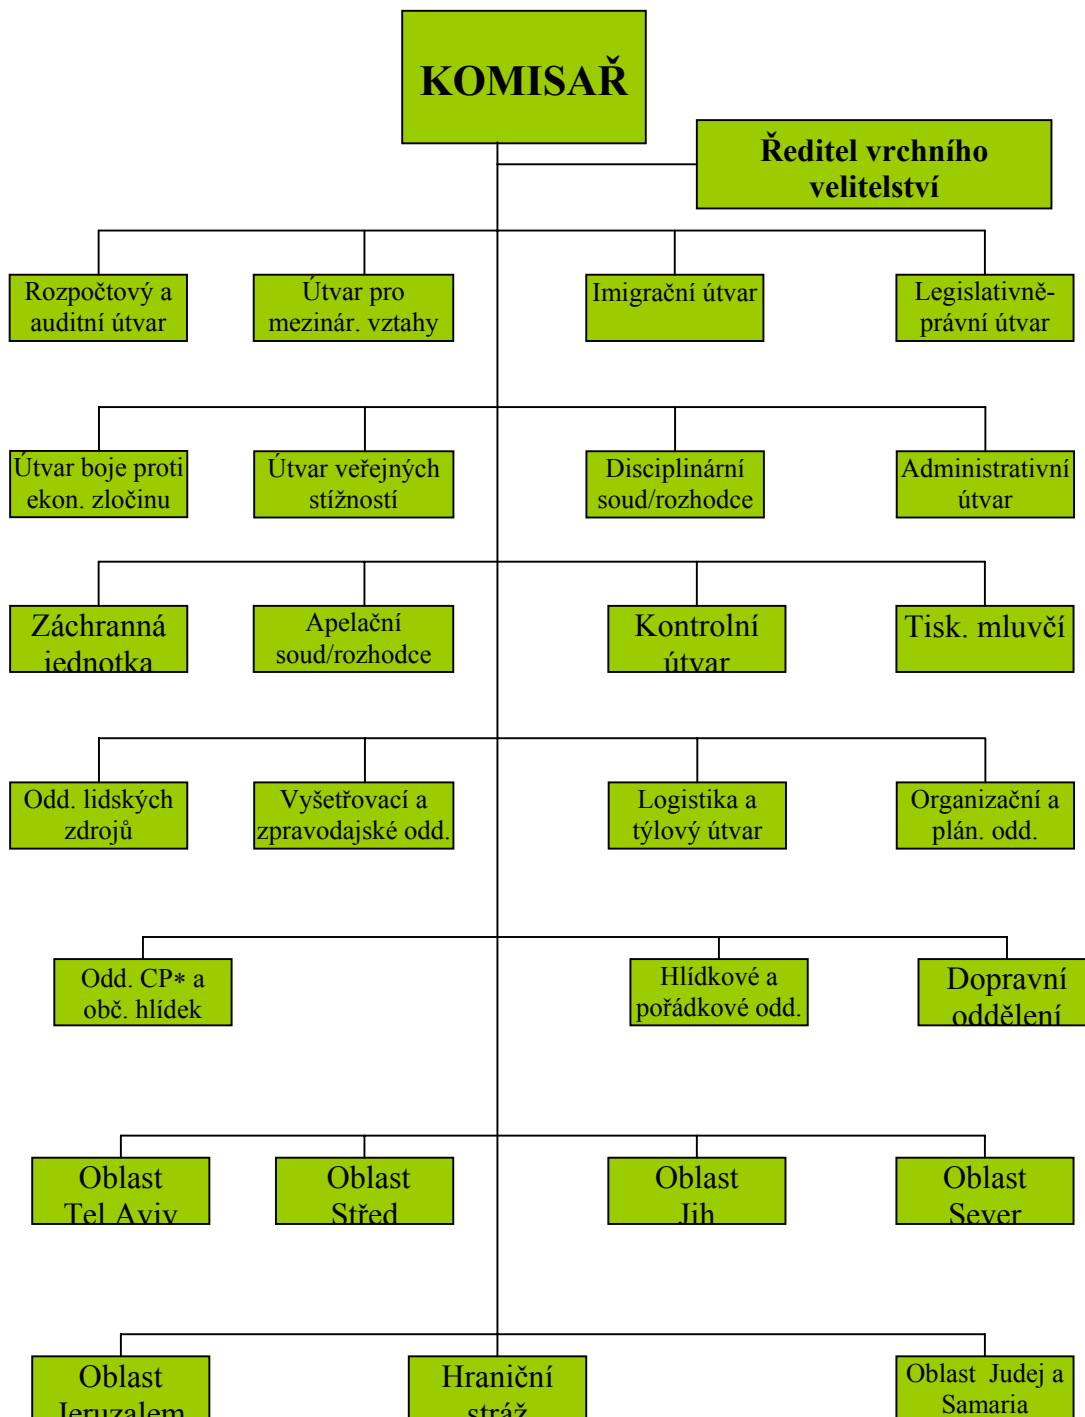 KOMISAŘ
Ředitel vrchního
velitelství
Rozpočtový a
auditní útvar
Útvar pro
mezinár. vztahy
Imigrační útvar
Legislativně-
právní útvar
Útvar boje proti
ekon. zločinu
Útvar veřejných
stížností
Disciplinární
soud/rozhodce
Administrativní
útvar
Záchranná
jednotka
Apelační
soud/rozhodce
Kontrolní
útvar
Tisk. mluvčí
Odd. lidských
zdrojů
Vyšetřovací a
zpravodajské odd.
Logistika a
týlový útvar
Organizační a
plán. odd.
Odd. CP* a
obč. hlídek
Hlídkové a
pořádkové odd.
Dopravní
oddělení
Oblast
Tel Aviv
Oblast
Střed
Oblast
Jih
Oblast
Sever
Oblast
Jeruzalem
Hraniční
stráž
Oblast Judej a
Samaria